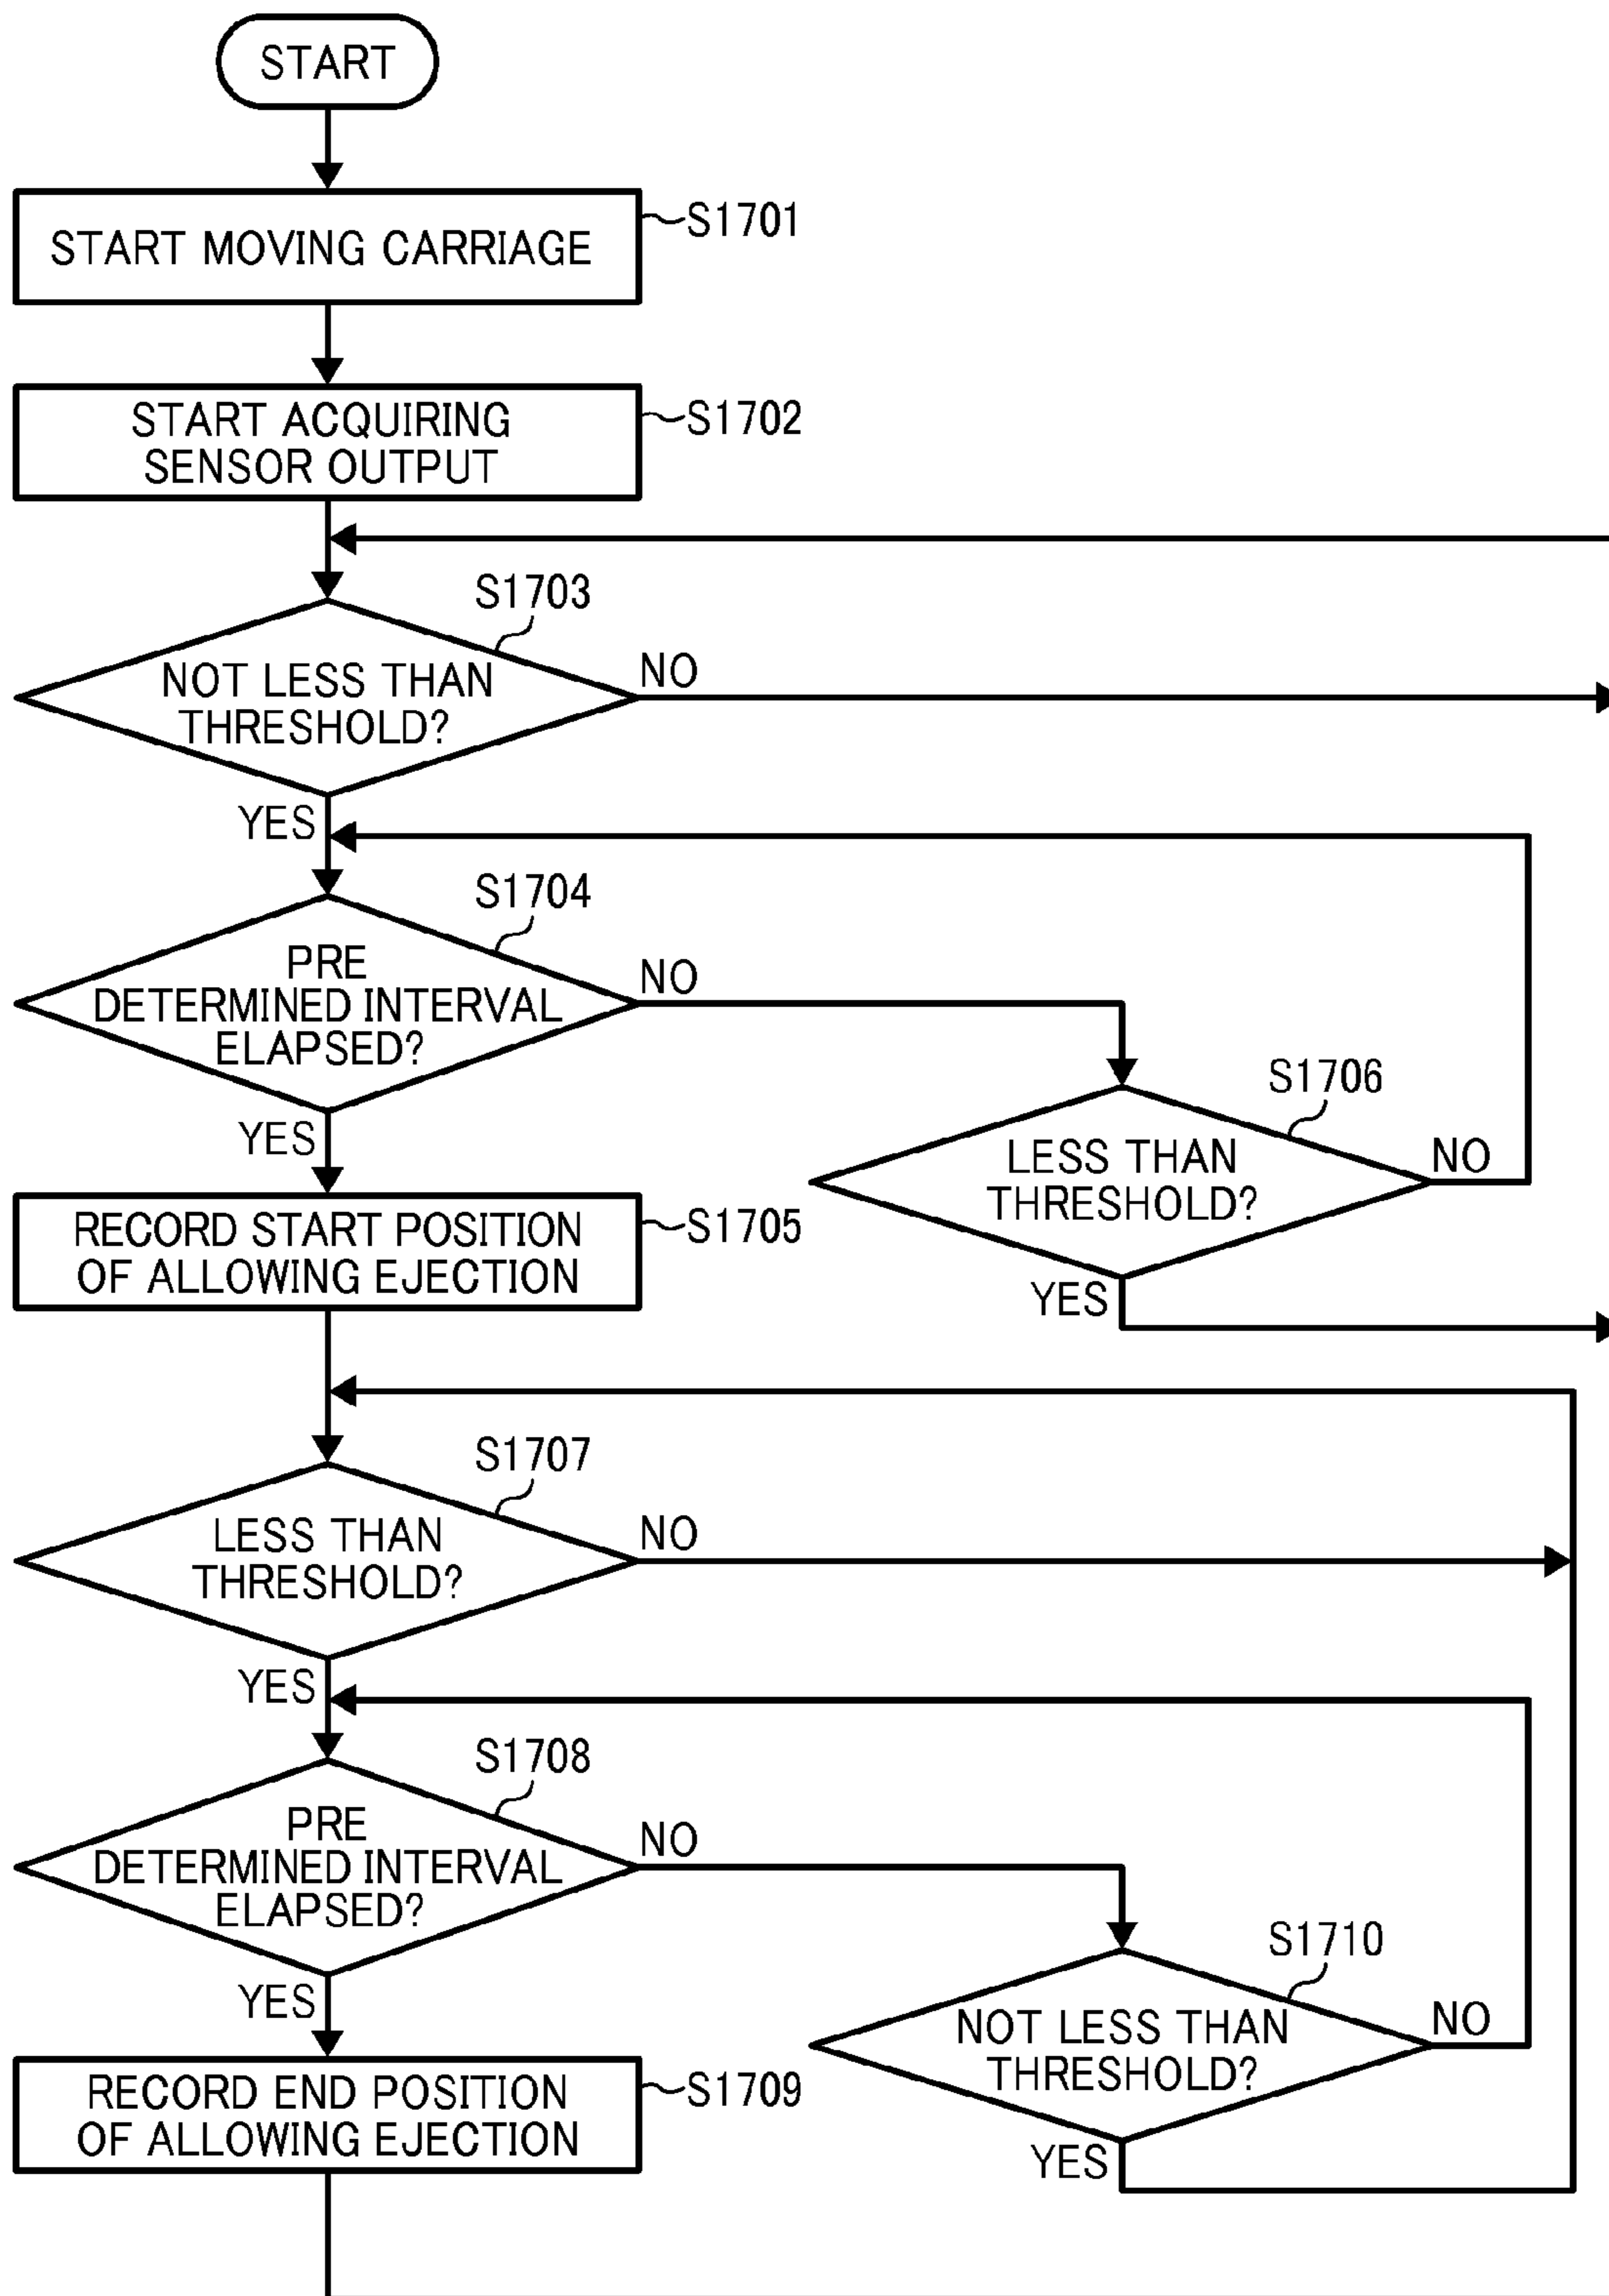 START
START MOVING CARRIAGE
S1701
START ACQUIRING
SENSOR OUTPUT
S1702
S1703
NOT LESS THAN
THRESHOLD?
NO
YES
S1704
PRE
DETERMINED INTERVAL
ELAPSED?
NO
YES
S1706
LESS THAN
THRESHOLD?
NO
YES
RECORD START POSITION
OF ALLOWING EJECTION
S1705
S1707
LESS THAN
THRESHOLD?
NO
YES
S1708
PRE
DETERMINED INTERVAL
ELAPSED?
NO
YES
S1710
NOT LESS THAN
THRESHOLD?
NO
YES
RECORD END POSITION
OF ALLOWING EJECTION
S1709